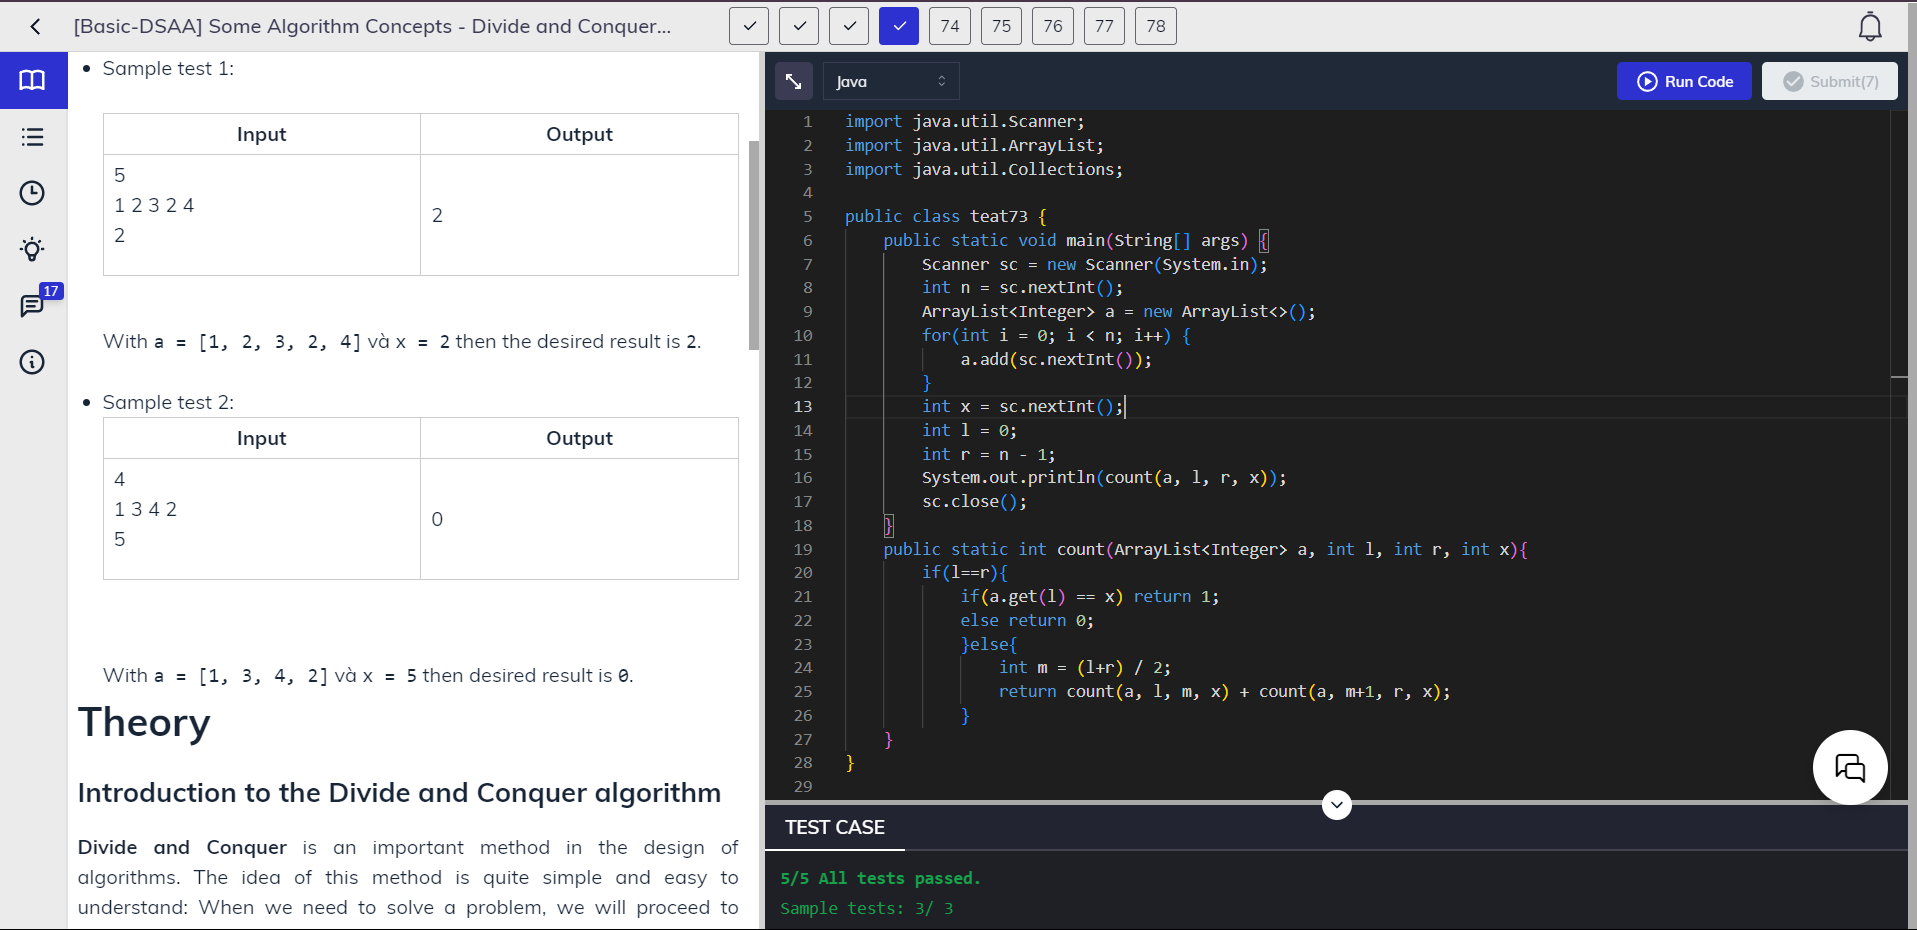 [Basic-DSAA] Some Algorithm Concepts - Divide and Conquer...
74 75 76 77 78
17
• Sample test 1:
Input Output
5
1 2 3 2 4
2
2
With a = [1, 2, 3, 2, 4] và x = 2 then the desired result is 2.
• Sample test 2:
Input Output
4
1 3 4 2
5
0
With a = [1, 3, 4, 2] và x = 5 then desired result is 0.
Theory
Introduction to the Divide and Conquer algorithm
Divide and Conquer is an important method in the design of
algorithms. The idea of this method is quite simple and easy to
understand: When we need to solve a problem, we will proceed to
Java
Run Code
Submit(7)
1 import java.util.Scanner;
2 import java.util.ArrayList;
3 import java.util.Collections;
4
5 public class teat73 {
6     public static void main(String[] args) {
7         Scanner sc = new Scanner(System.in);
8         int n = sc.nextInt();
9         ArrayList<Integer> a = new ArrayList<>();
10         for(int i = 0; i < n; i++) {
11             a.add(sc.nextInt());
12         }
13         int x = sc.nextInt();
14         int l = 0;
15         int r = n - 1;
16         System.out.println(count(a, l, r, x));
17         sc.close();
18     }
19     public static int count(ArrayList<Integer> a, int l, int r, int x){
20         if(l==r){
21             if(a.get(l) == x) return 1;
22             else return 0;
23             }else{
24                 int m = (l+r) / 2;
25                 return count(a, l, m, x) + count(a, m+1, r, x);
26             }
27     }
28 }
29
TEST CASE
5/5 All tests passed.
Sample tests: 3/ 3